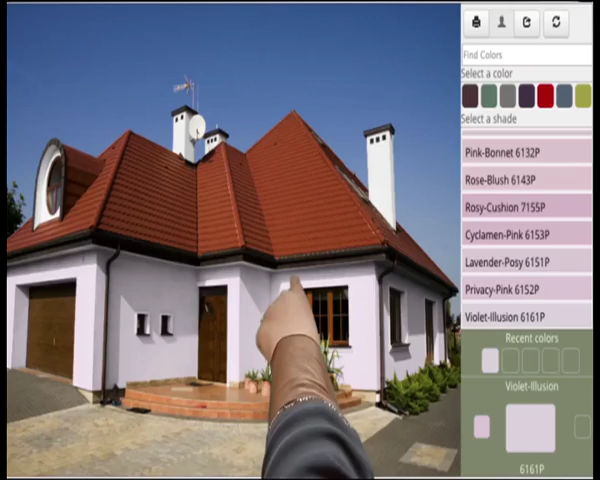 Find Colors
Select a color
Select a shade
Pink-Bonnet 6132P
Rose-Blush 6143P
Rosy-Cushion 7155P
Cyclamen-Pink 6153P
Lavender-Posy 6151P
Privacy-Pink 6152P
Violet-Illusion 6161P
Recent colors
Violet-Illusion
6161P